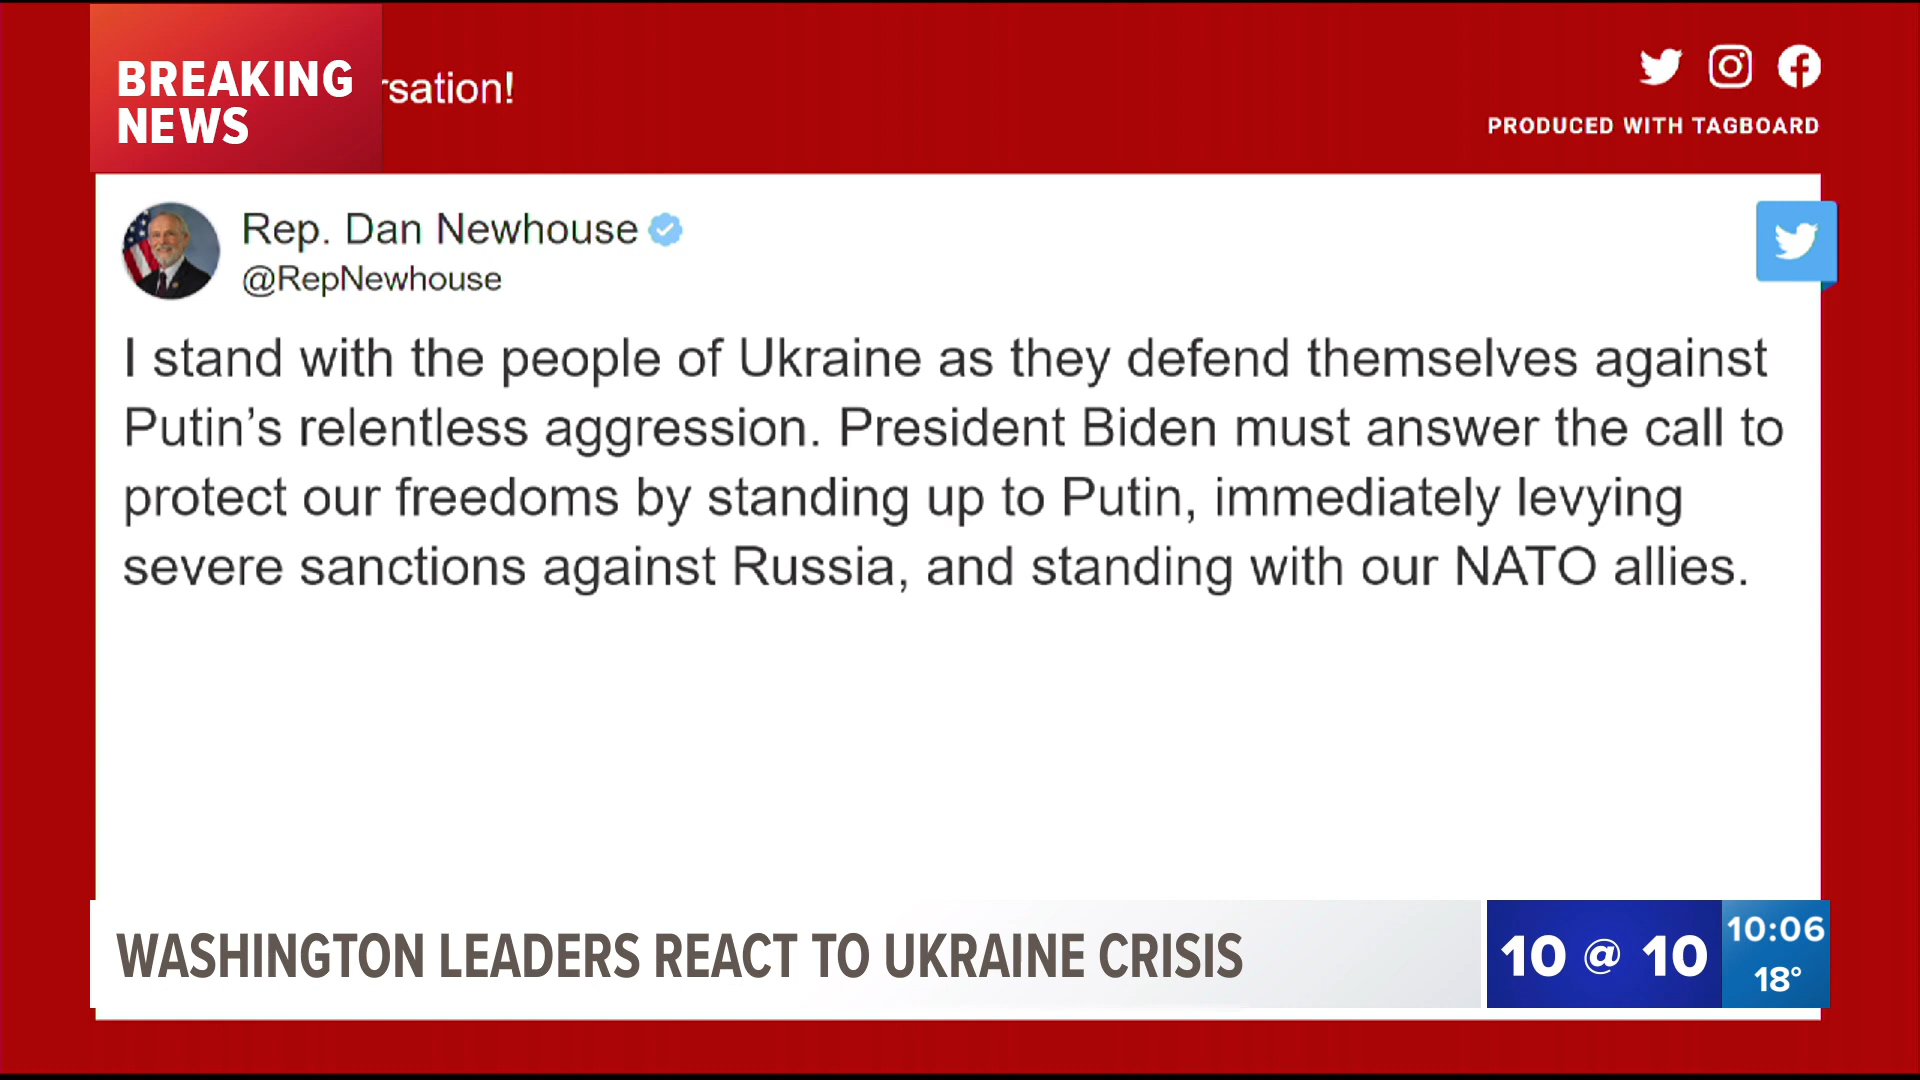 BREAKING
NEWS
rsation!
PRODUCED WITH TAGBOARD
Rep. Dan Newhouse
@RepNewhouse
I stand with the people of Ukraine as they defend themselves against
Putin’s relentless aggression. President Biden must answer the call to
protect our freedoms by standing up to Putin, immediately levying
severe sanctions against Russia, and standing with our NATO allies.
WASHINGTON LEADERS REACT TO UKRAINE CRISIS
10 @ 10
10:06
18°